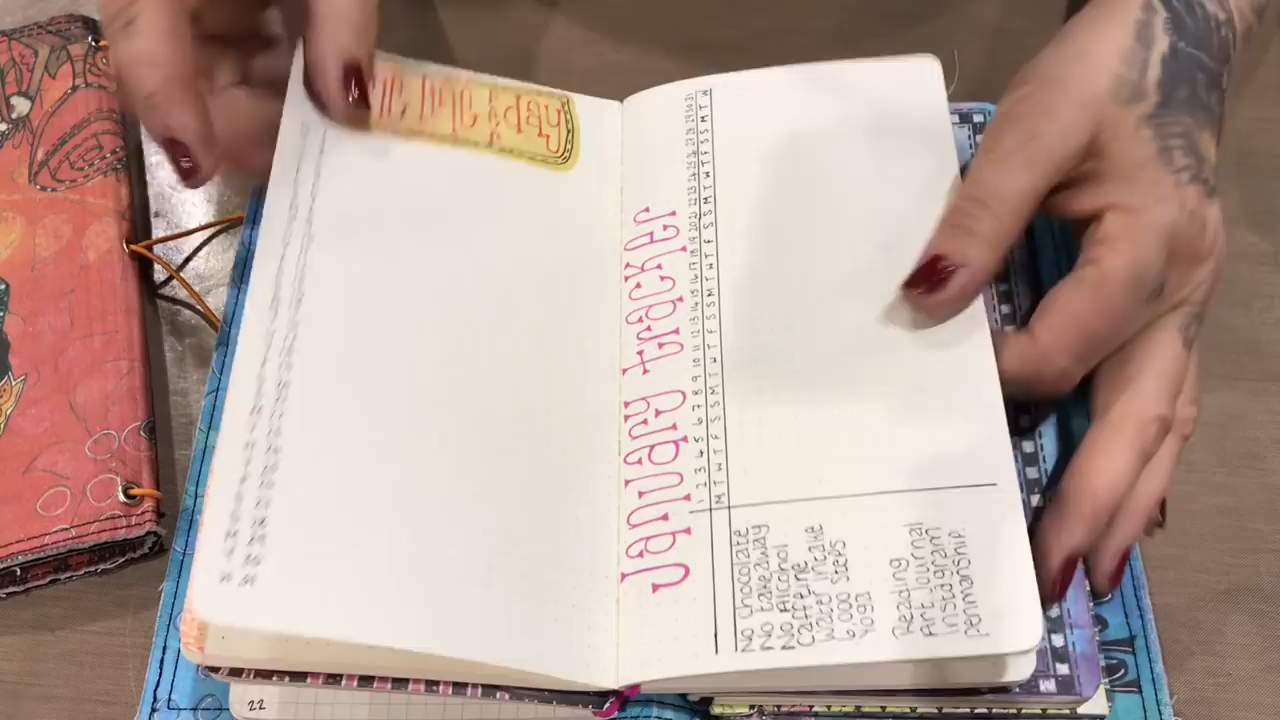 January tracker
1 2 3 4 5 6 7 8 9 10 11 12 13 14 15 16 17 18 19 20 21 22 23 24 25 26 27 28 29 30 31
M T W T F S S M T W T F S S M T W T F S S M T W T F S S M T W
No chocolate
No takeaway
No Alcohol
Caffeine
Water intake
6,000 Steps
Yoga
Reading
Art Journal
Instagram
penmanship
22